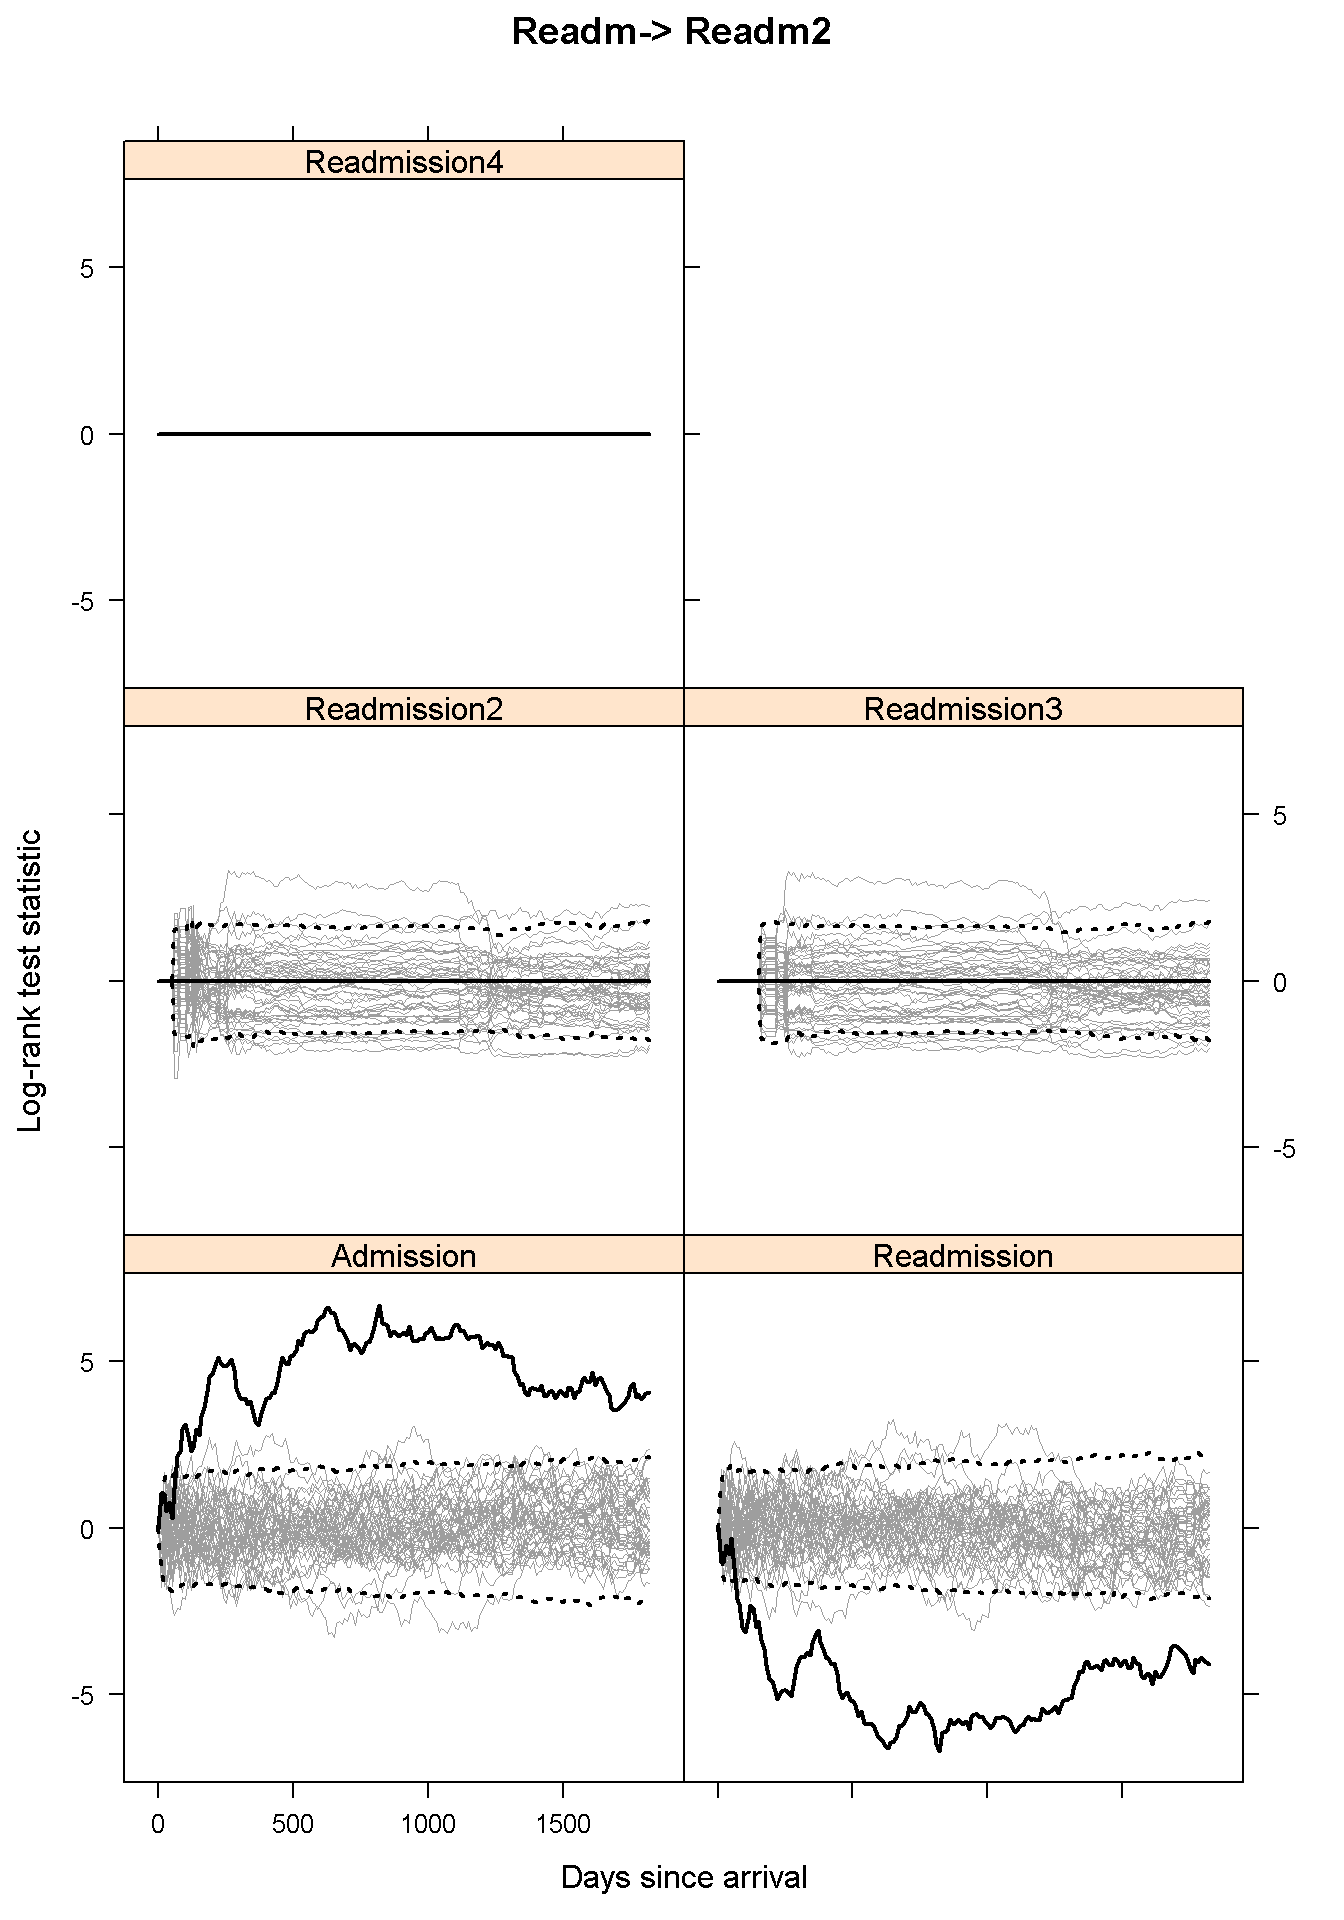 Readm-> Readm2
Readmission4
5
0
-5
Readmission2
Readmission3
5
0
-5
Log-rank test statistic
Admission
Readmission
5
0
-5
0 500 1000 1500
Days since arrival